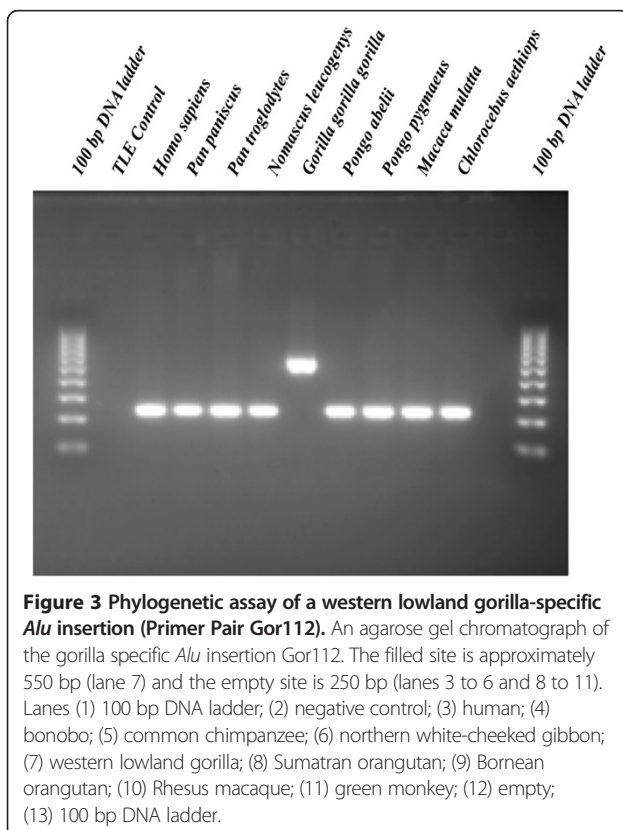 100 bp DNA ladder
TLE Control
Homo sapiens
Pan paniscus
Pan troglodytes
Nomascus leucogenys
Gorilla gorilla gorilla
Pongo abelii
Pongo pygmaeus
Macaca mulatta
Chlorocebus aethiops
100 bp DNA ladder
Figure 3 Phylogenetic assay of a western lowland gorilla-specific
Alu insertion (Primer Pair Gor112). An agarose gel chromatograph of
the gorilla specific Alu insertion Gor112. The filled site is approximately
550 bp (lane 7) and the empty site is 250 bp (lanes 3 to 6 and 8 to 11).
Lanes (1) 100 bp DNA ladder; (2) negative control; (3) human; (4)
bonobo; (5) common chimpanzee; (6) northern white-cheeked gibbon;
(7) western lowland gorilla; (8) Sumatran orangutan; (9) Bornean
orangutan; (10) Rhesus macaque; (11) green monkey; (12) empty;
(13) 100 bp DNA ladder.